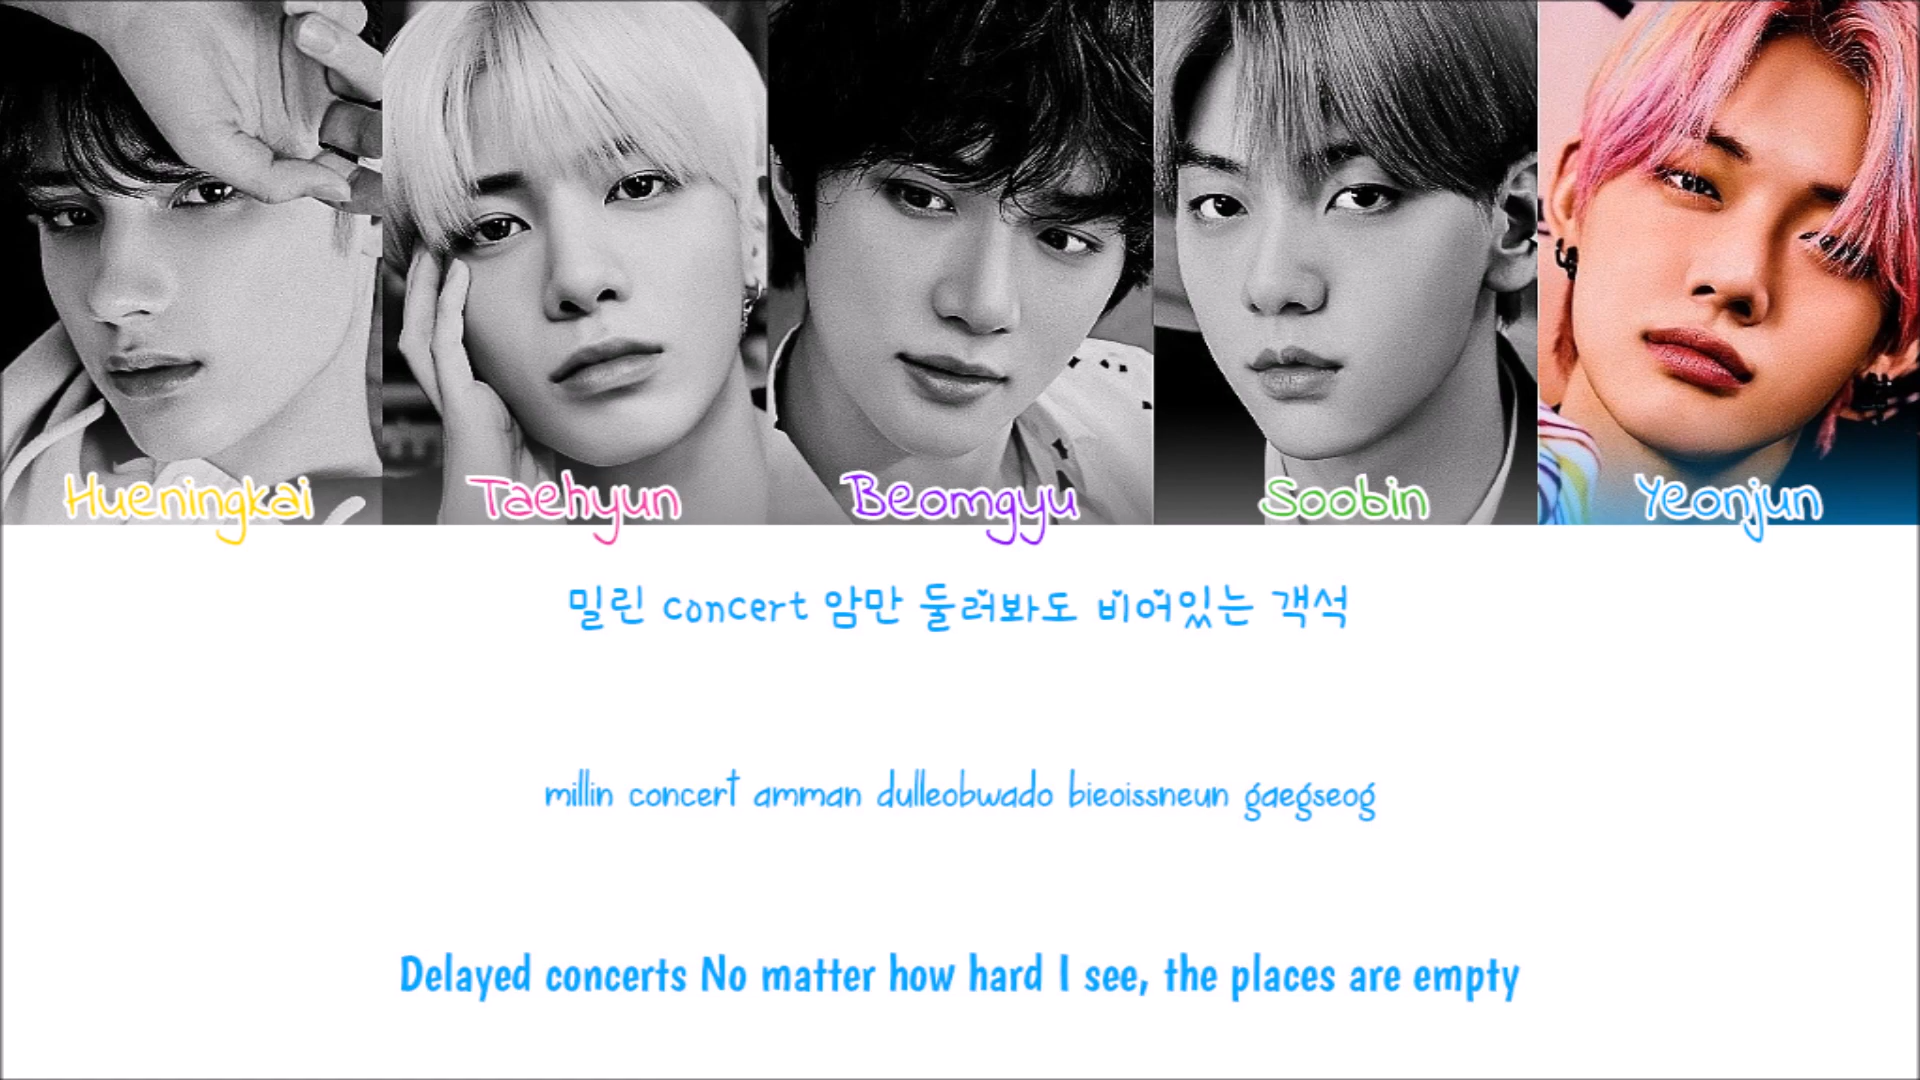 Hueningkai Taehyun Beomgyu Soobin Yeonjun
밀린 concert 암만 둘러봐도 비어있는 객석
millin concert amman dulleobwado bieoissneun gaegseog
Delayed concerts No matter how hard I see, the places are empty